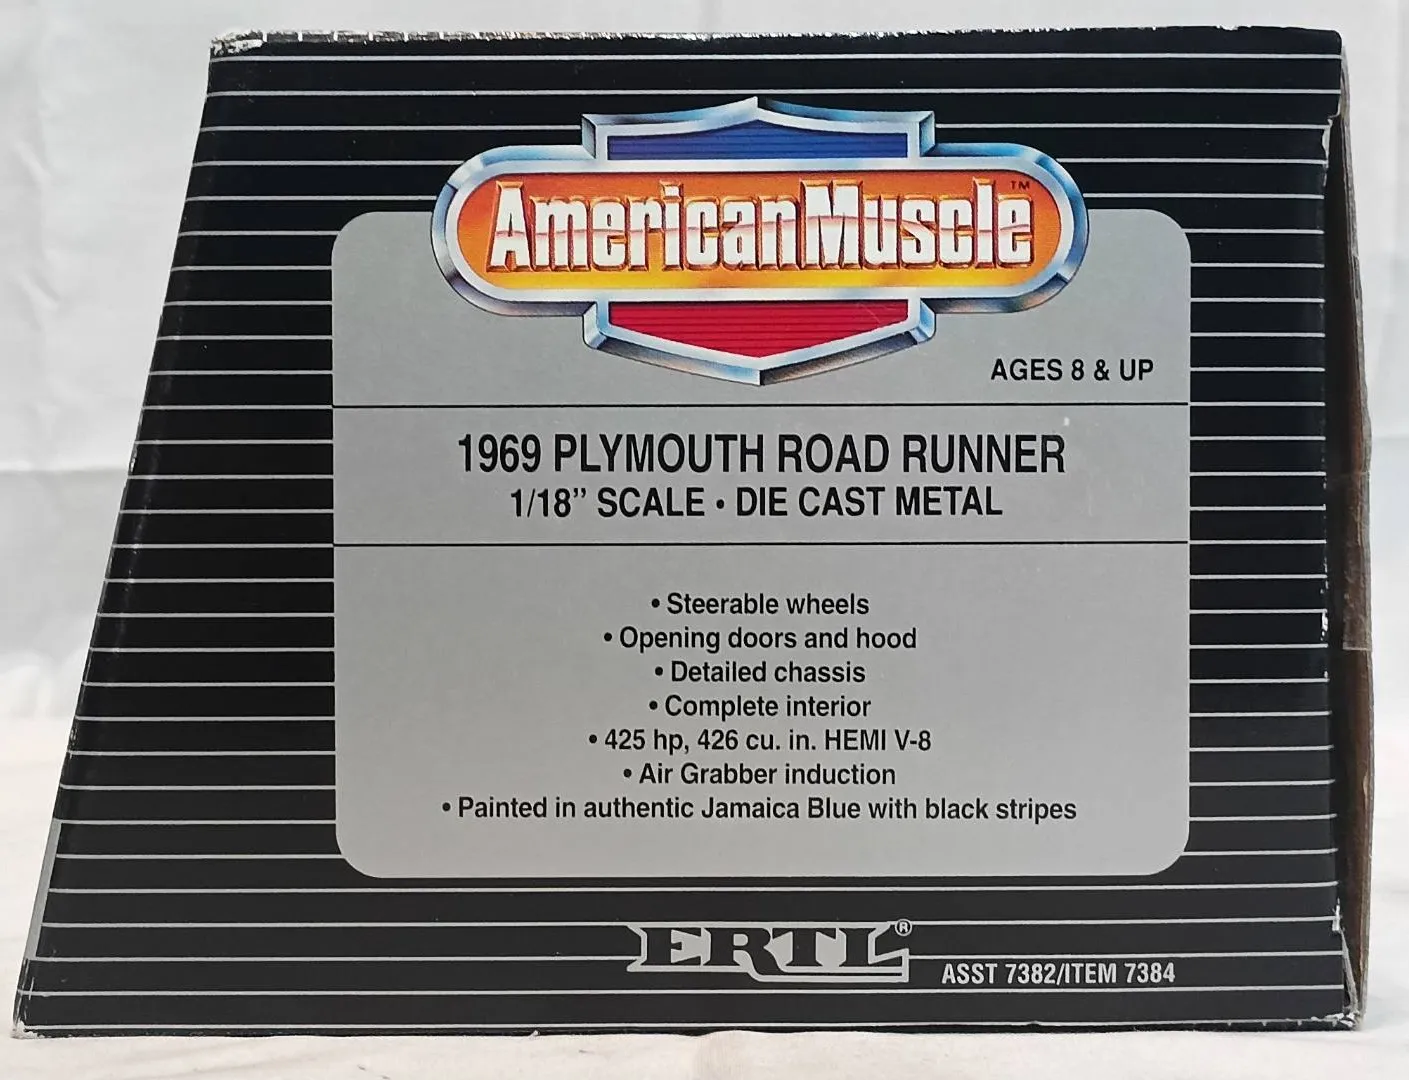 AmericanMuscle™
AGES 8 & UP
1969 PLYMOUTH ROAD RUNNER
1/18” SCALE • DIE CAST METAL
• Steerable wheels
• Opening doors and hood
• Detailed chassis
• Complete interior
• 425 hp, 426 cu. in. HEMI V-8
• Air Grabber induction
• Painted in authentic Jamaica Blue with black stripes
ERTL®
ASST 7382/ITEM 7384